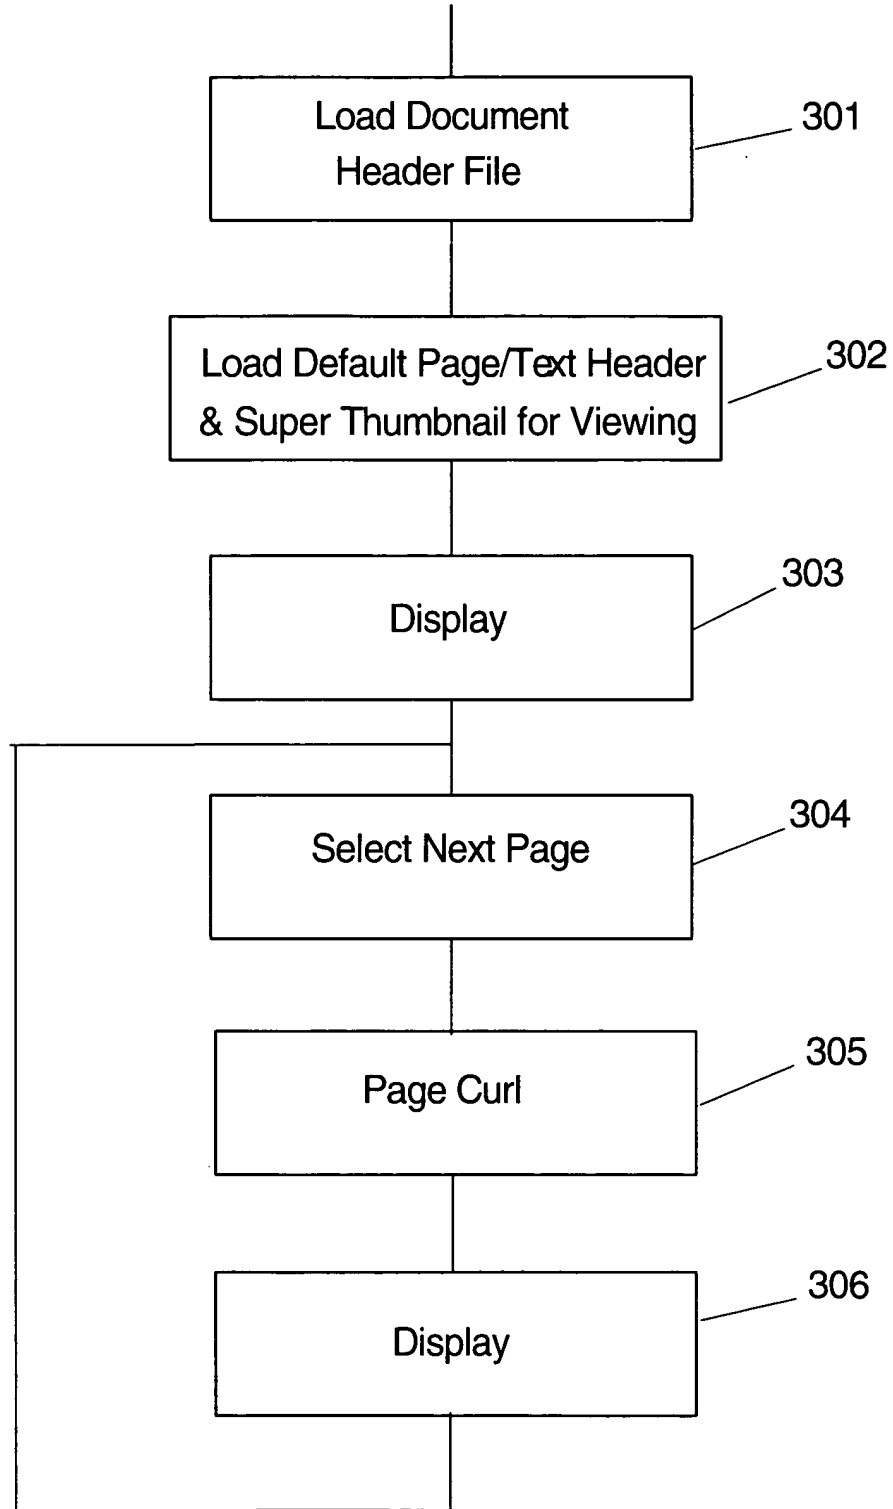 Load Document
Header File
301
Load Default Page/Text Header
& Super Thumbnail for Viewing
302
Display
303
Select Next Page
304
Page Curl
305
Display
306